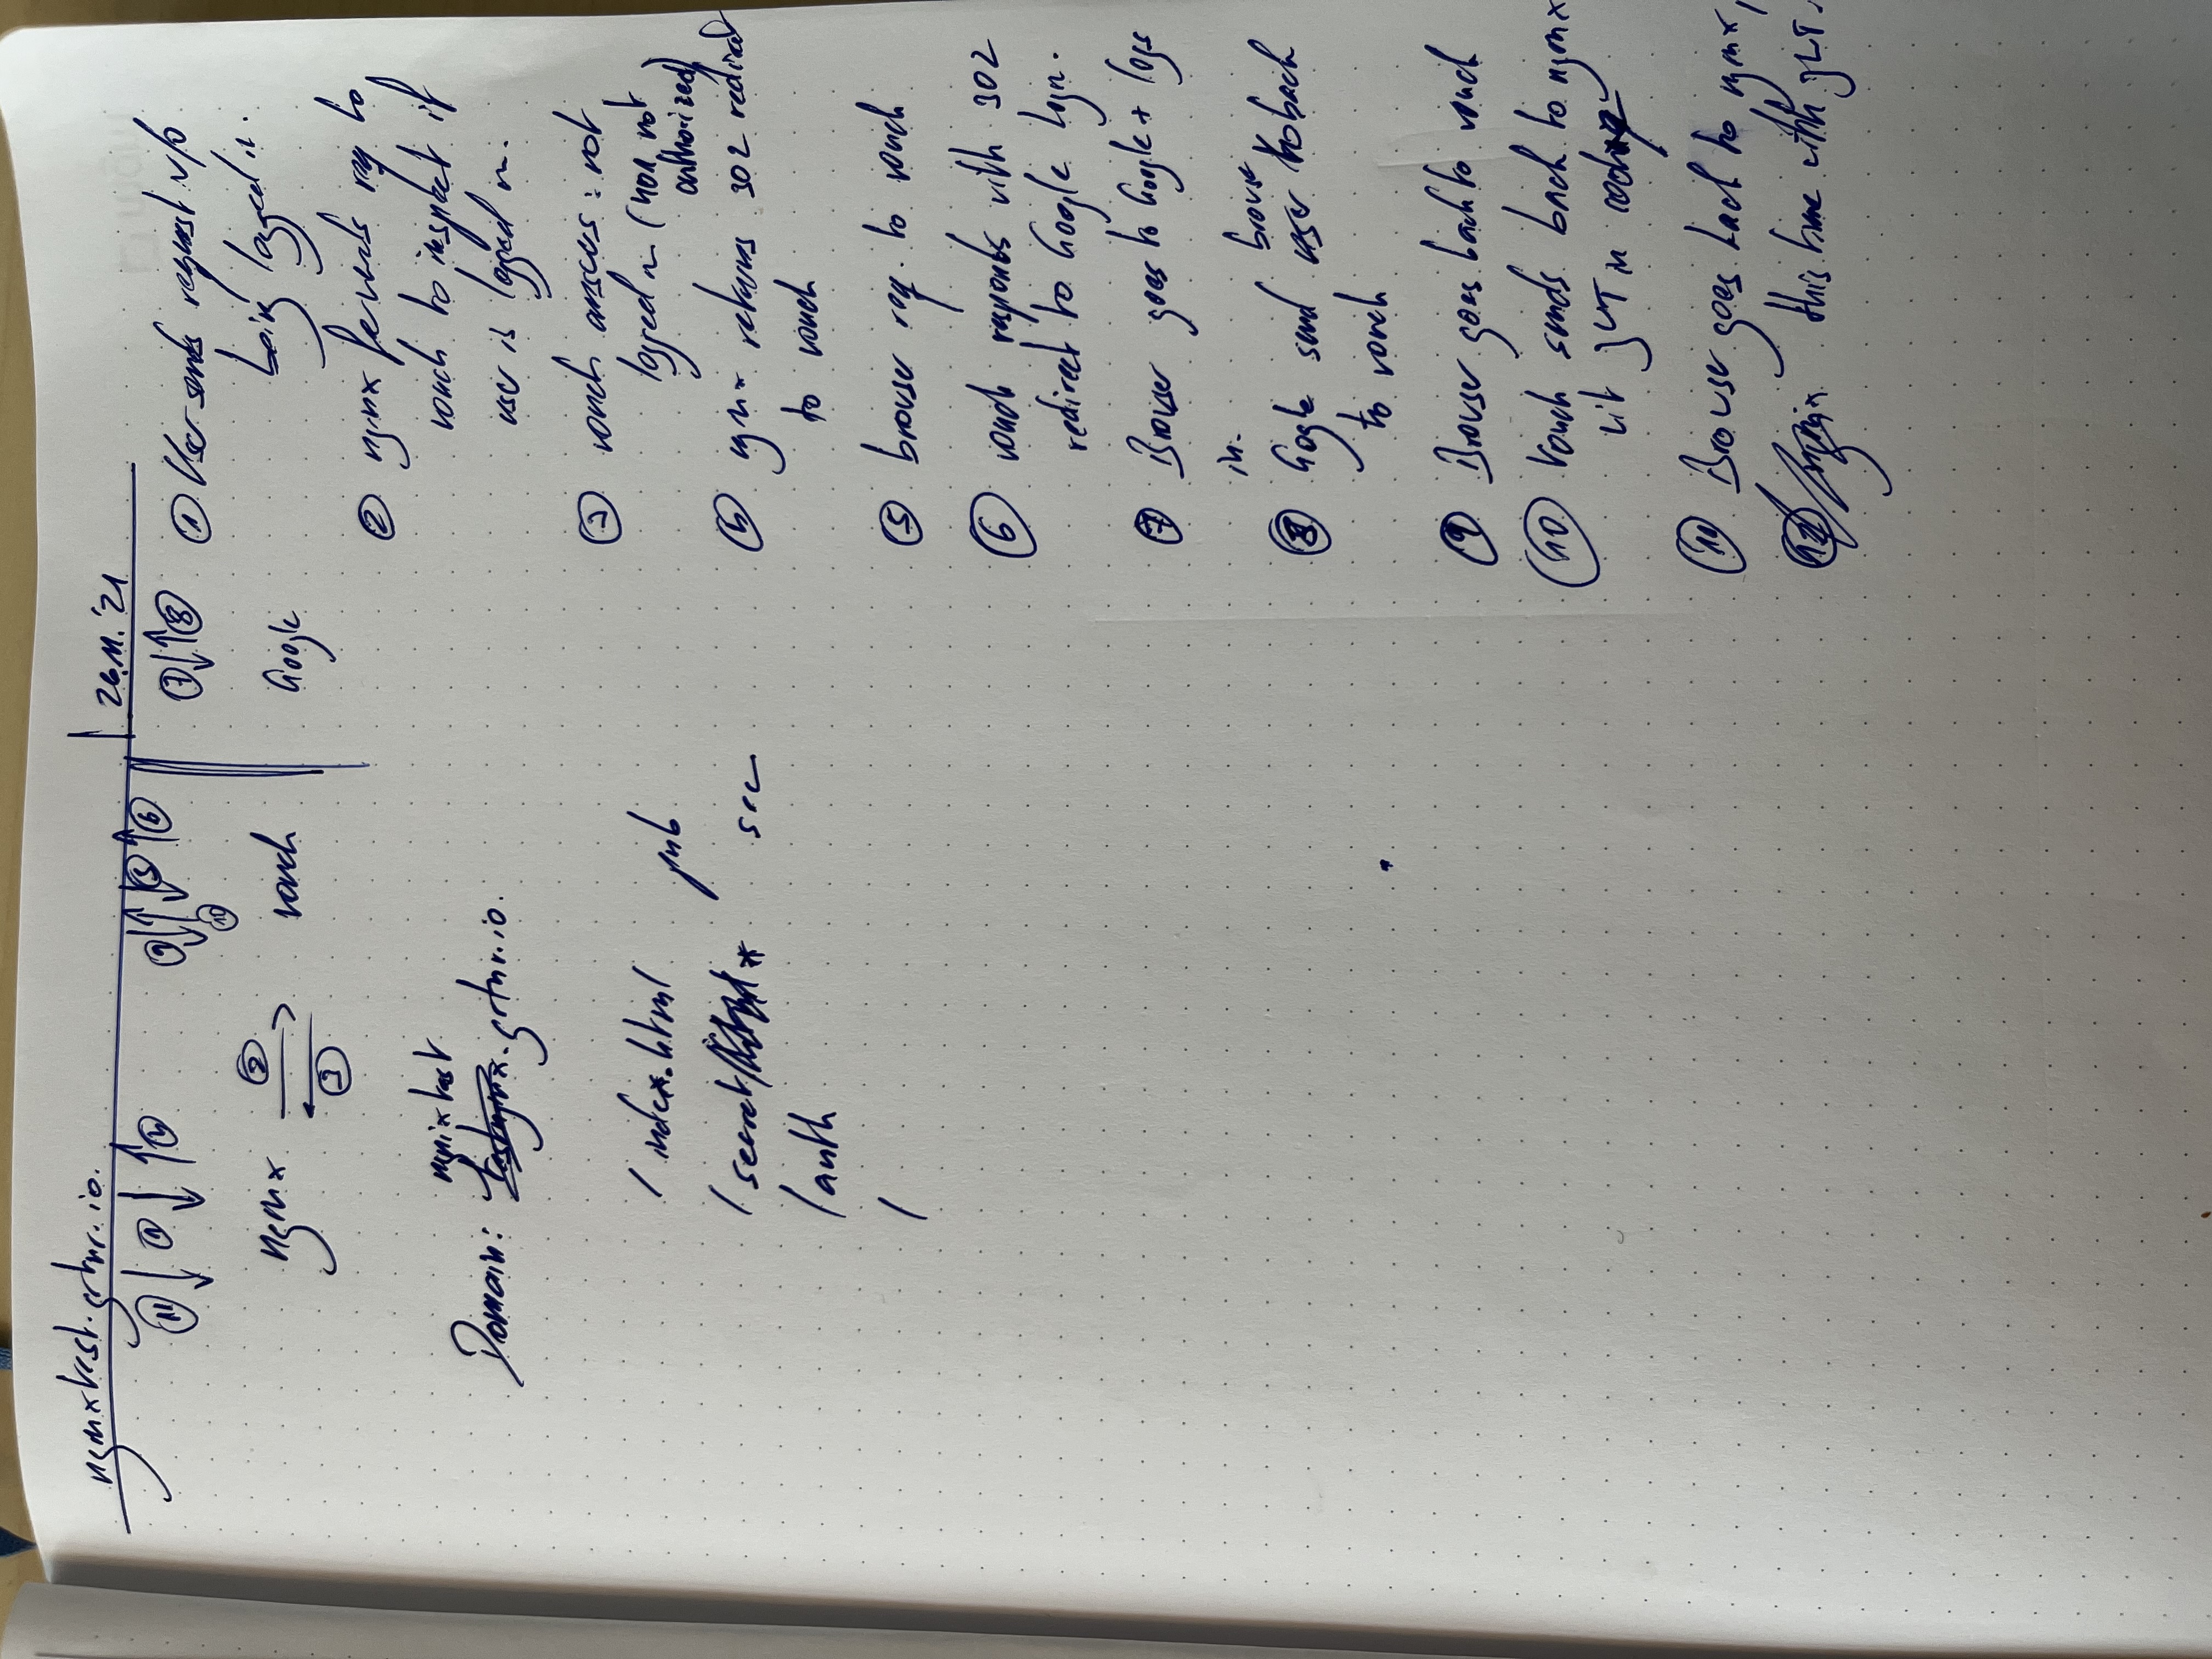 nginxtest.grtnr.io.
26.11.'21
11 1 4
9 10 5 6
7 8
nginx 2 3 vouch
Google
nginxtest
Domain: testnginx.grtnr.io.
/index.html pub
/secret/* sec
/auth
/
1 User sends request w/o
being logged in.
2 nginx forwards req to
vouch to inspect if
user is logged in.
3 vouch answers: not
logged in (401 not
authorized)
4 nginx returns 302 redirect
to vouch
5 browser req. to vouch
6 vouch responds with 302
redirect to Google Login.
7 Browser goes to Google + logs
in.
browser
8 Google send user back
to vouch
9 Browser goes back to vouch
10 Vouch sends back to nginx
wit JWT in
11 Browser goes back to nginx,
12 nginx this time with JWT.